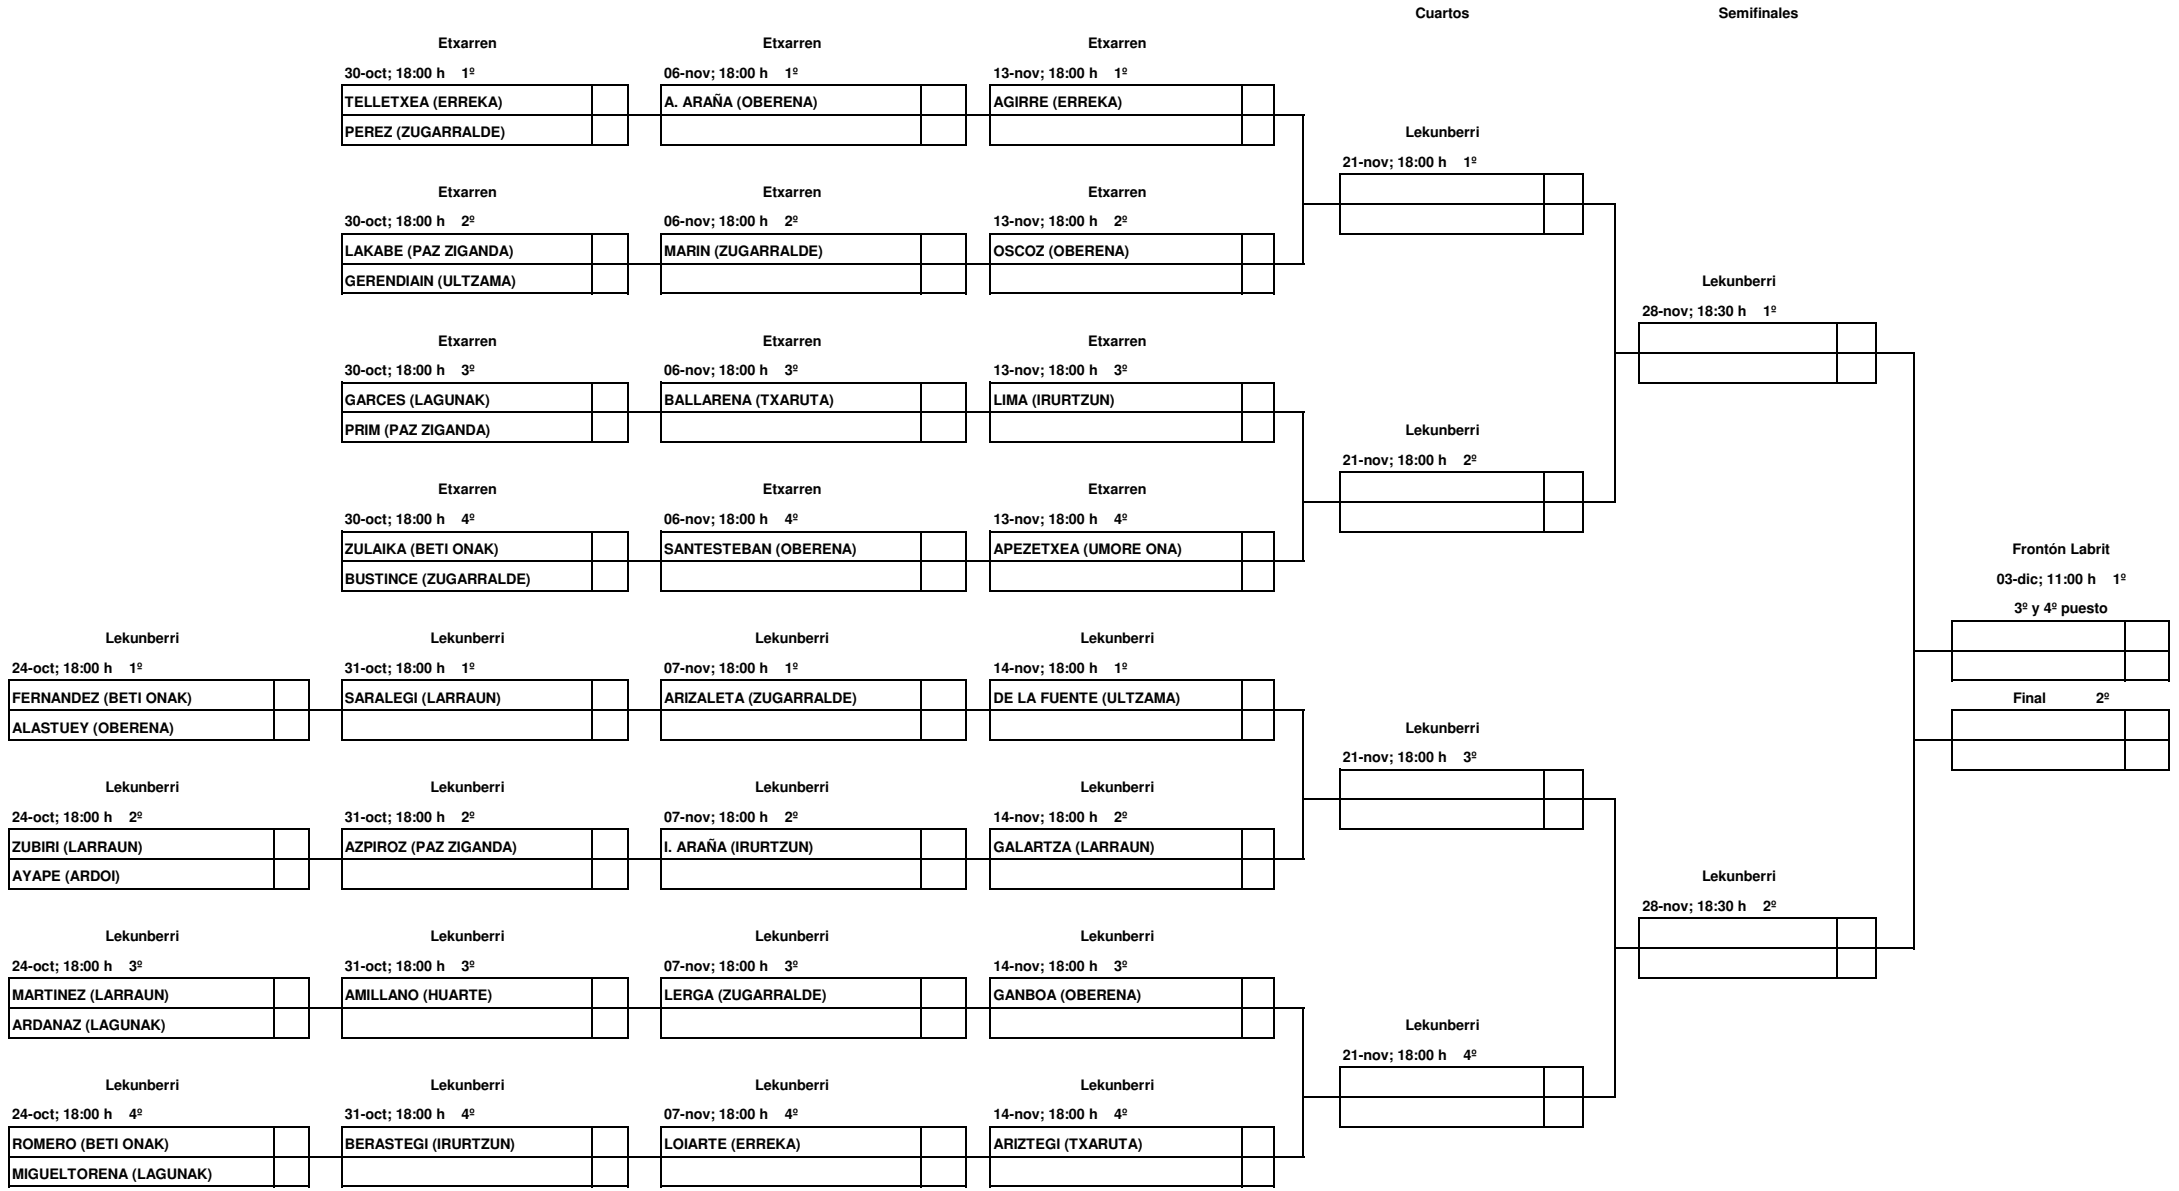 Cuartos Semifinales
Etxarren Etxarren Etxarren
30-oct; 18:00 h 1º 06-nov; 18:00 h 1º 13-nov; 18:00 h 1º
TELLETXEA (ERREKA) A. ARAÑA (OBERENA) AGIRRE (ERREKA)
PEREZ (ZUGARRALDE) Lekunberri
21-nov; 18:00 h 1º
Etxarren Etxarren Etxarren
30-oct; 18:00 h 2º 06-nov; 18:00 h 2º 13-nov; 18:00 h 2º
LAKABE (PAZ ZIGANDA) MARIN (ZUGARRALDE) OSCOZ (OBERENA)
GERENDIAIN (ULTZAMA) Lekunberri
28-nov; 18:30 h 1º
Etxarren Etxarren Etxarren
30-oct; 18:00 h 3º 06-nov; 18:00 h 3º 13-nov; 18:00 h 3º
GARCES (LAGUNAK) BALLARENA (TXARUTA) LIMA (IRURTZUN)
PRIM (PAZ ZIGANDA) Lekunberri
21-nov; 18:00 h 2º
Etxarren Etxarren Etxarren
30-oct; 18:00 h 4º 06-nov; 18:00 h 4º 13-nov; 18:00 h 4º
ZULAIKA (BETI ONAK) SANTESTEBAN (OBERENA) APEZETXEA (UMORE ONA) Frontón Labrit
BUSTINCE (ZUGARRALDE) 03-dic; 11:00 h 1º
3º y 4º puesto
Lekunberri Lekunberri Lekunberri Lekunberri
24-oct; 18:00 h 1º 31-oct; 18:00 h 1º 07-nov; 18:00 h 1º 14-nov; 18:00 h 1º
FERNANDEZ (BETI ONAK) SARALEGI (LARRAUN) ARIZALETA (ZUGARRALDE) DE LA FUENTE (ULTZAMA) Final 2º
ALASTUEY (OBERENA) Lekunberri
21-nov; 18:00 h 3º
Lekunberri Lekunberri Lekunberri Lekunberri
24-oct; 18:00 h 2º 31-oct; 18:00 h 2º 07-nov; 18:00 h 2º 14-nov; 18:00 h 2º
ZUBIRI (LARRAUN) AZPIROZ (PAZ ZIGANDA) I. ARAÑA (IRURTZUN) GALARTZA (LARRAUN)
AYAPE (ARDOI) Lekunberri
28-nov; 18:30 h 2º
Lekunberri Lekunberri Lekunberri Lekunberri
24-oct; 18:00 h 3º 31-oct; 18:00 h 3º 07-nov; 18:00 h 3º 14-nov; 18:00 h 3º
MARTINEZ (LARRAUN) AMILLANO (HUARTE) LERGA (ZUGARRALDE) GANBOA (OBERENA)
ARDANAZ (LAGUNAK) Lekunberri
21-nov; 18:00 h 4º
Lekunberri Lekunberri Lekunberri Lekunberri
24-oct; 18:00 h 4º 31-oct; 18:00 h 4º 07-nov; 18:00 h 4º 14-nov; 18:00 h 4º
ROMERO (BETI ONAK) BERASTEGI (IRURTZUN) LOIARTE (ERREKA) ARIZTEGI (TXARUTA)
MIGUELTORENA (LAGUNAK)